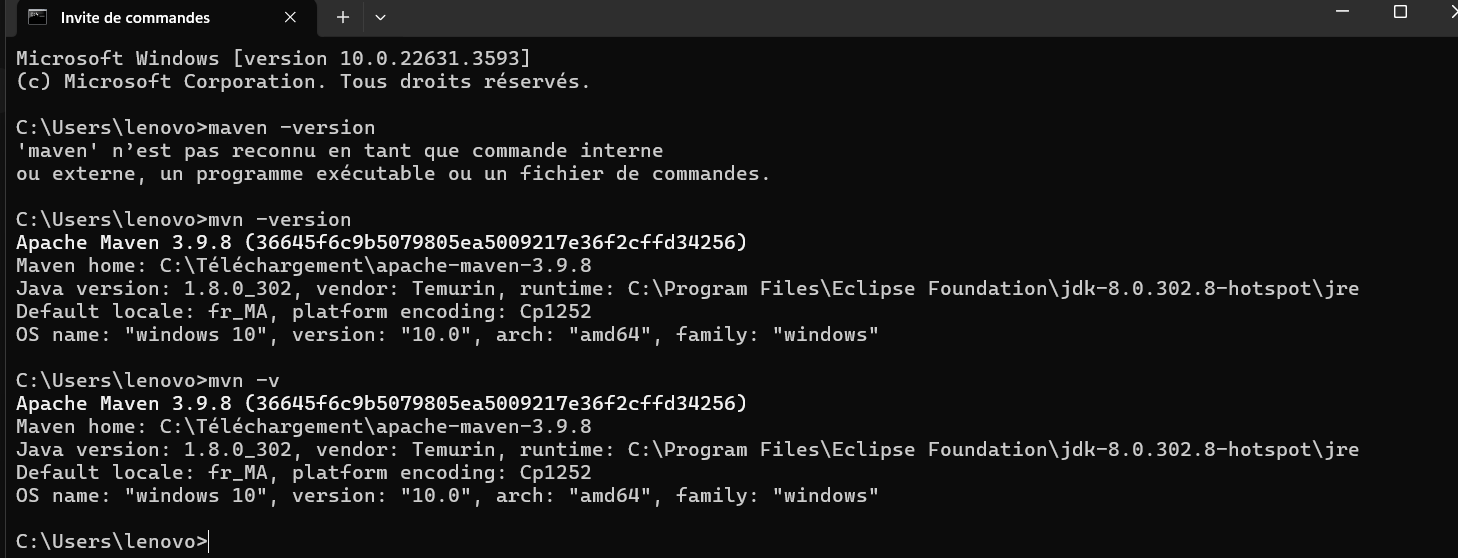 Invite de commandes
Microsoft Windows [version 10.0.22631.3593]
(c) Microsoft Corporation. Tous droits réservés.
C:\Users\lenovo>maven -version
'maven' n’est pas reconnu en tant que commande interne
ou externe, un programme exécutable ou un fichier de commandes.
C:\Users\lenovo>mvn -version
Apache Maven 3.9.8 (36645f6c9b5079805ea5009217e36f2cffd34256)
Maven home: C:\Téléchargement\apache-maven-3.9.8
Java version: 1.8.0_302, vendor: Temurin, runtime: C:\Program Files\Eclipse Foundation\jdk-8.0.302.8-hotspot\jre
Default locale: fr_MA, platform encoding: Cp1252
OS name: "windows 10", version: "10.0", arch: "amd64", family: "windows"
C:\Users\lenovo>mvn -v
Apache Maven 3.9.8 (36645f6c9b5079805ea5009217e36f2cffd34256)
Maven home: C:\Téléchargement\apache-maven-3.9.8
Java version: 1.8.0_302, vendor: Temurin, runtime: C:\Program Files\Eclipse Foundation\jdk-8.0.302.8-hotspot\jre
Default locale: fr_MA, platform encoding: Cp1252
OS name: "windows 10", version: "10.0", arch: "amd64", family: "windows"
C:\Users\lenovo>